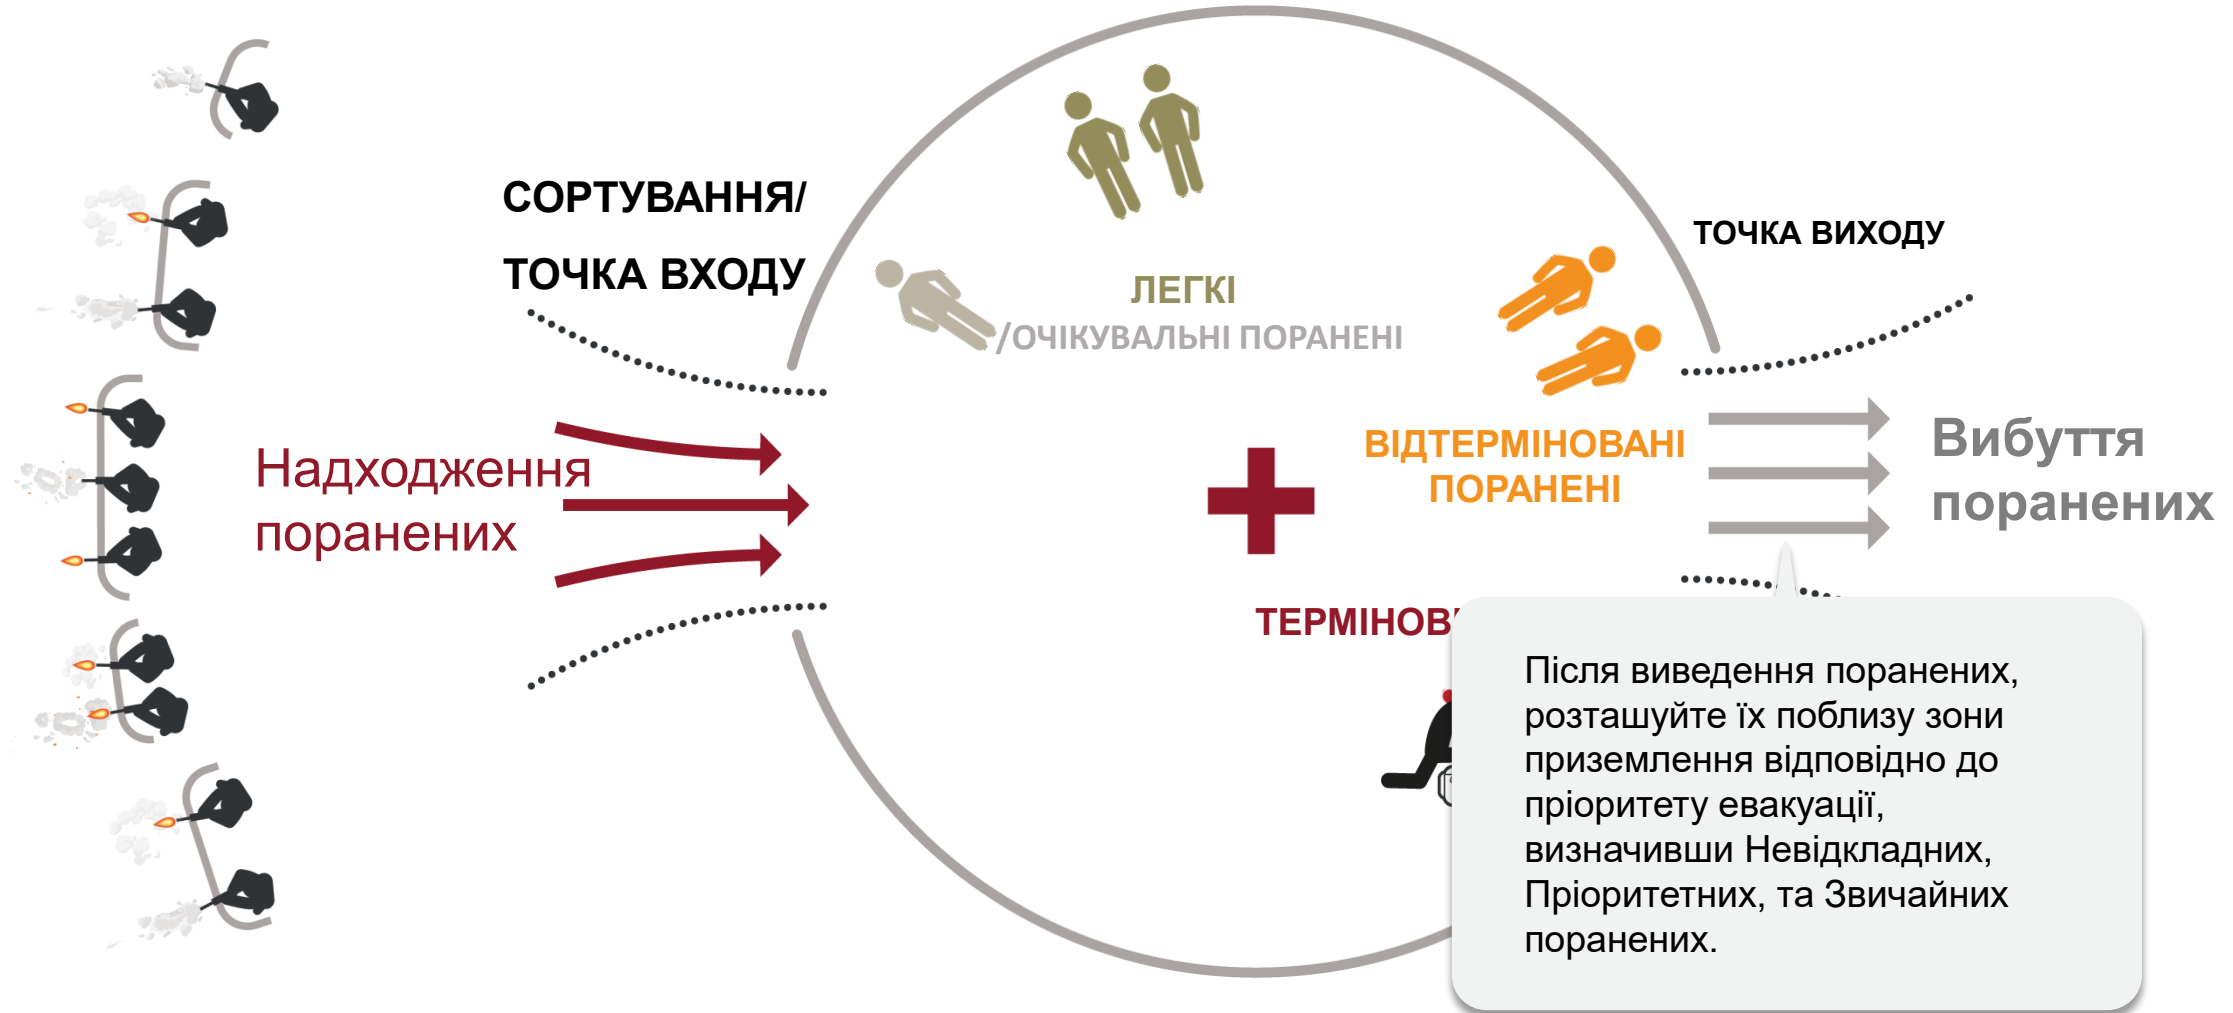 СОРТУВАННЯ/
ТОЧКА ВХОДУ
Надходження
поранених
ЛЕГКІ
/ОЧІКУВАЛЬНІ ПОРАНЕНІ
ВІДТЕРМІНОВАНІ
ПОРАНЕНІ
ТЕРМІНОВ
ТОЧКА ВИХОДУ
Вибуття
поранених
Після виведення поранених,
розташуйте їх поблизу зони
приземлення відповідно до
пріоритету евакуації,
визначивши Невідкладних,
Пріоритетних, та Звичайних
поранених.